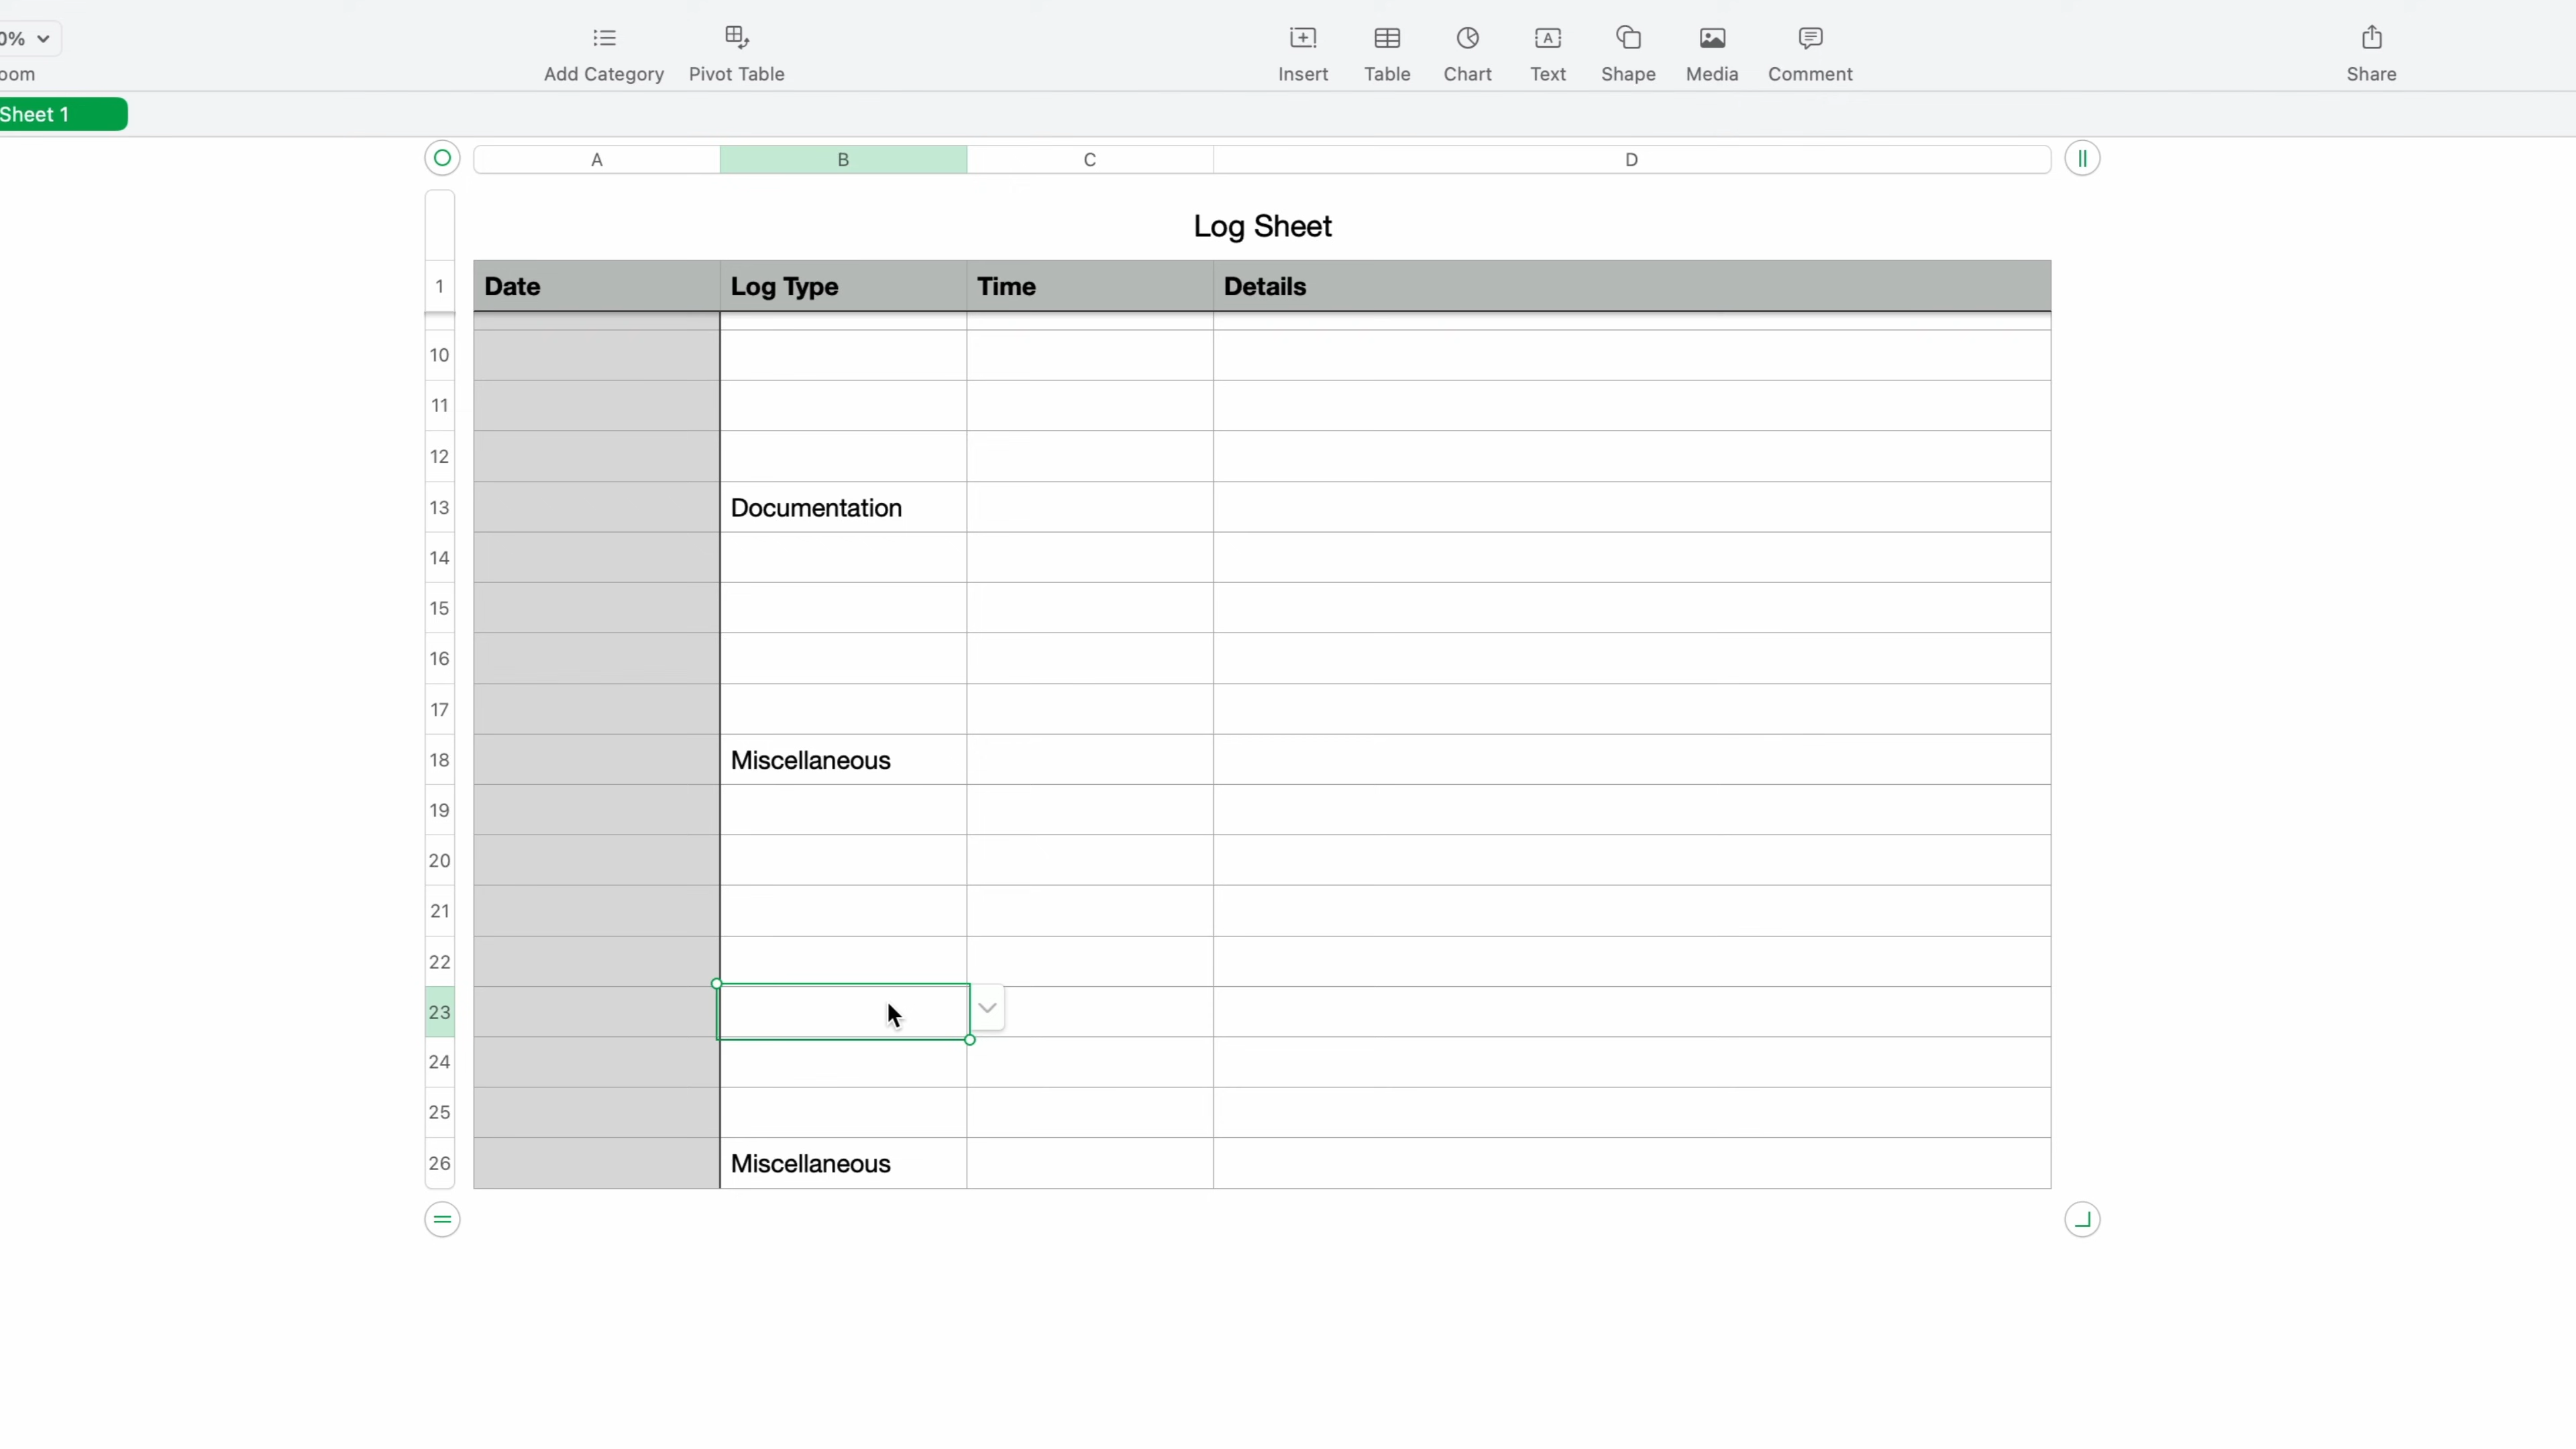 0%
oom
Add Category
Pivot Table
Insert
Table
Chart
Text
Shape
Media
Comment
Share
Sheet 1
A B C D
Log Sheet
1 Date Log Type Time Details
10
11
12
13 Documentation
14
15
16
17
18 Miscellaneous
19
20
21
22
23
24
25
26 Miscellaneous